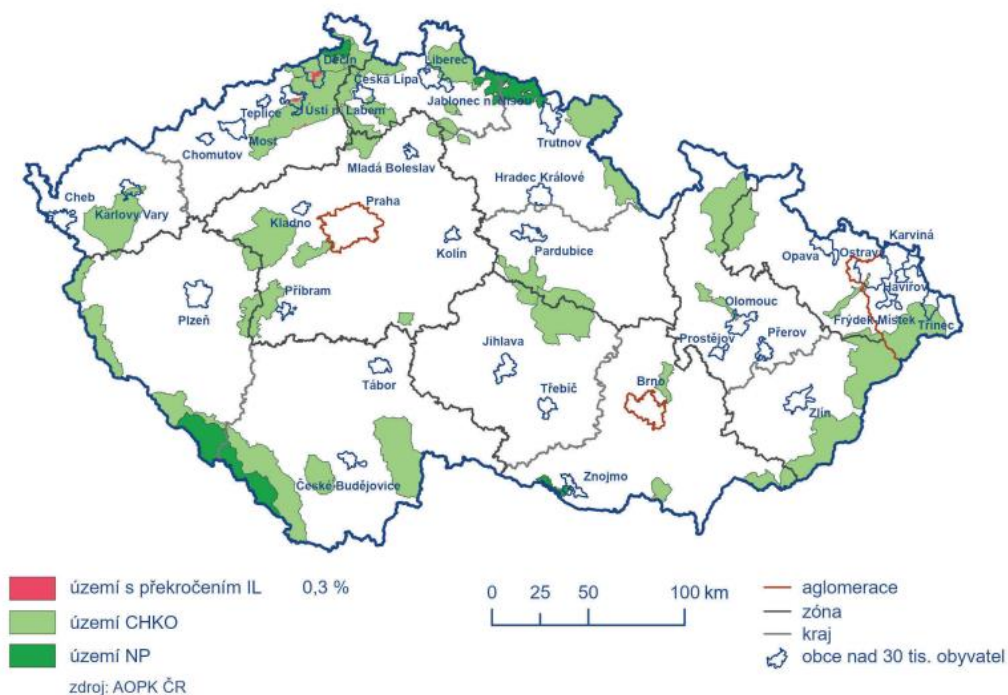 Děčín
Liberec
Česká Lípa
Jablonec n. Nisou
Teplice
Ústí n. Labem
Trutnov
Most
Chomutov
Mladá Boleslav
Hradec Králové
Cheb
Karlovy Vary
Praha
Kladno
Kolín
Pardubice
Karviná
Ostrava
Opava
Havířov
Příbram
Plzeň
Olomouc
Frýdek-Místek
Třinec
Prostějov
Přerov
Jihlava
Tábor
Třebíč
Brno
Zlín
České Budějovice
Znojmo
území s překročením IL 0,3 %
území CHKO
území NP
zdroj: AOPK ČR
0 25 50 100 km
aglomerace
zóna
kraj
obce nad 30 tis. obyvatel